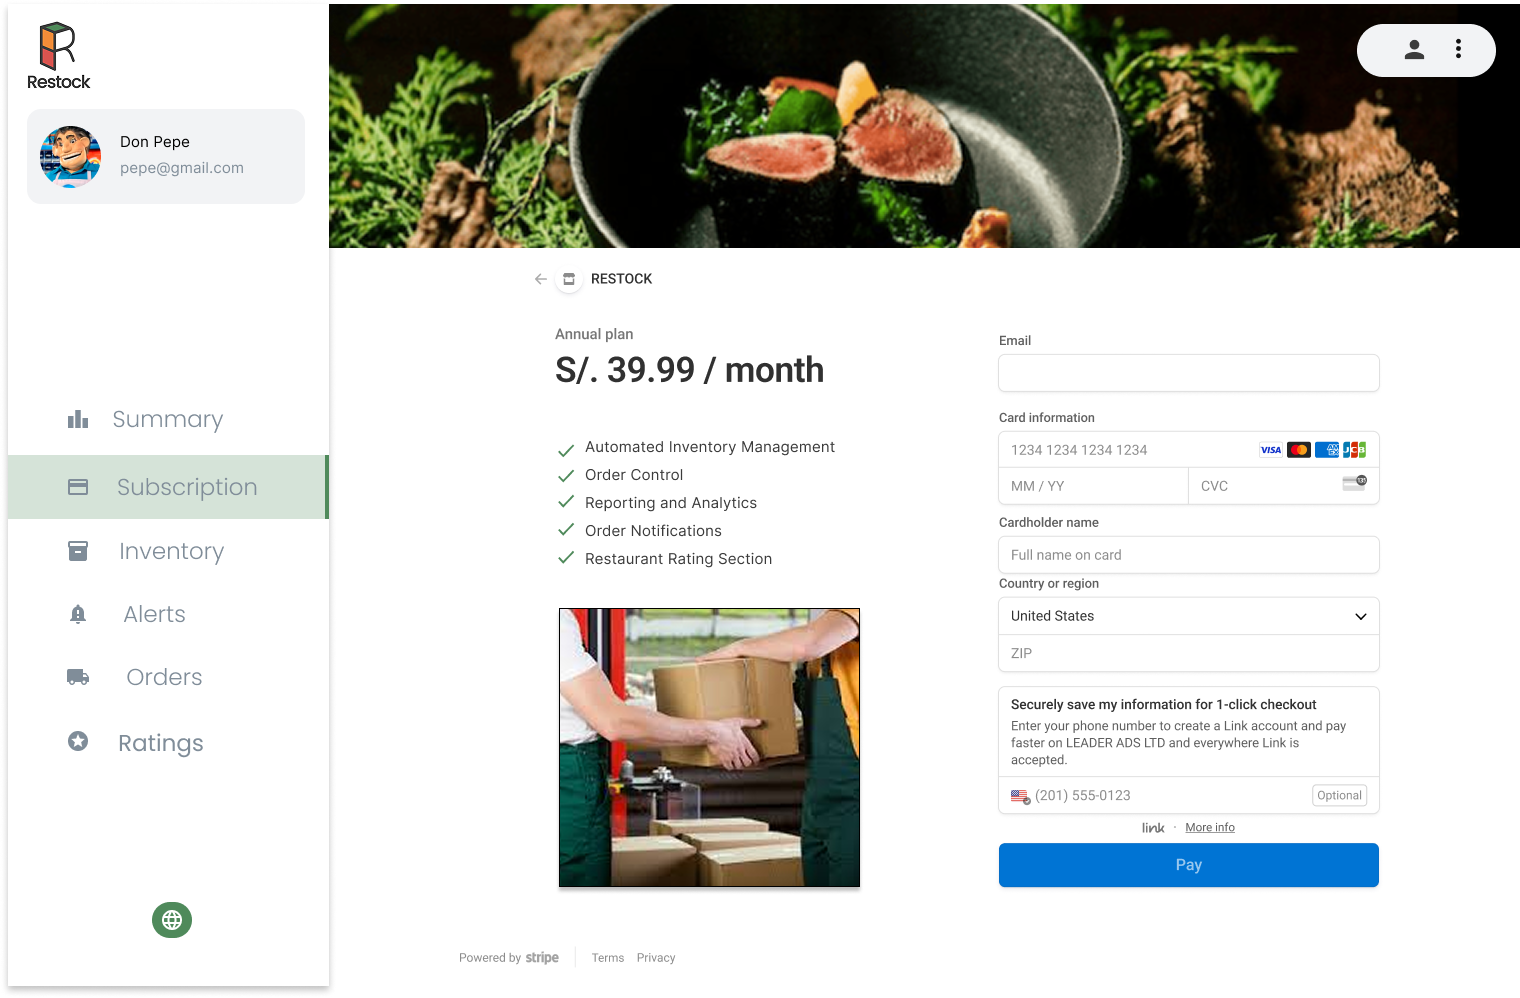 Restock
Don Pepe
pepe@gmail.com
Summary
Subscription
Inventory
Alerts
Orders
Ratings
RESTOCK
Annual plan
S/. 39.99 / month
Automated Inventory Management
Order Control
Reporting and Analytics
Order Notifications
Restaurant Rating Section
Email
Card information
1234 1234 1234 1234
VISA
AM
EX
JCB
MM / YY
CVC
135
Cardholder name
Full name on card
Country or region
United States
ZIP
Securely save my information for 1-click checkout
Enter your phone number to create a Link account and pay
faster on LEADER ADS LTD and everywhere Link is
accepted.
(201) 555-0123
Optional
link · More info
Pay
Powered by stripe
Terms Privacy